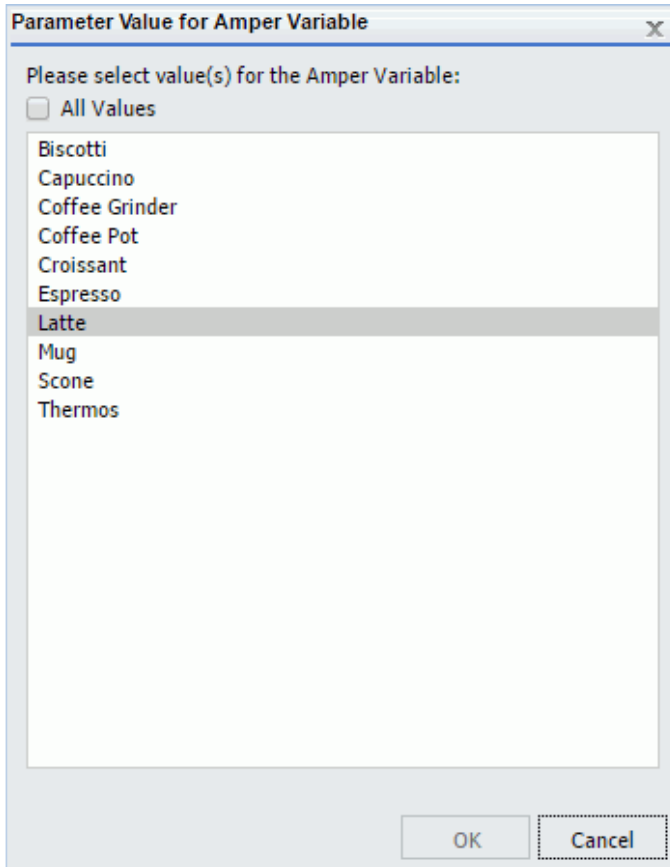 Parameter Value for Amper Variable
X
Please select value(s) for the Amper Variable:
All Values
Biscotti
Capuccino
Coffee Grinder
Coffee Pot
Croissant
Espresso
Latte
Mug
Scone
Thermos
OK Cancel